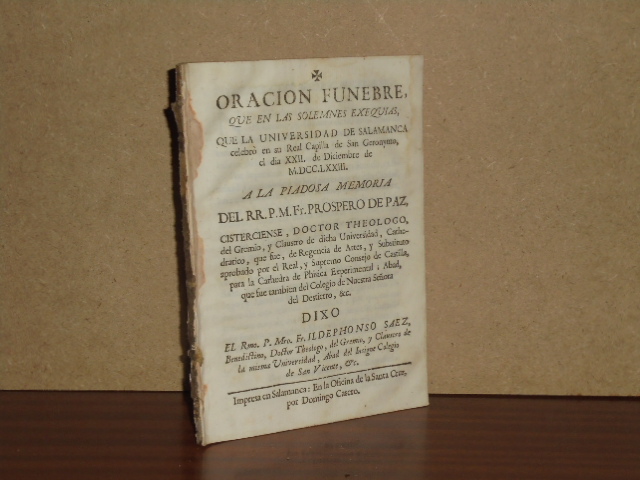 ✠
ORACION FUNEBRE,
QUE EN LAS SOLEMNES EXEQUIAS,
QUE LA UNIVERSIDAD DE SALAMANCA
celebrò en su Real Capilla de San Geronymo,
el dia XXII. de Diciembre de
M.DCC.LXXIII.
A LA PIADOSA MEMORIA
DEL RR. P. M. Fr. PROSPERO DE PAZ,
CISTERCIENSE, DOCTOR THEOLOGO,
del Gremio, y Claustro de dicha Universidad, Cathe-
dratico, que fue, de Regencia de Artes, y Substituto
aprobado por el Real, y Supremo Consejo de Castilla,
para la Cathedra de Phisica Experimental; Abad,
que fue tambien del Colegio de Nuestra Señora
del Destierro, &c.
DIXO
EL Rmo. P. Mro. Fr. ILDEPHONSO SAEZ,
Benedictino, Doctor Theologo, del Gremio, y Claustro de
la misma Universidad, Abad del Insigne Colegio
de San Vicente, &c.
Impresa en Salamanca: En la Oficina de la Santa Cruz,
por Domingo Casero.